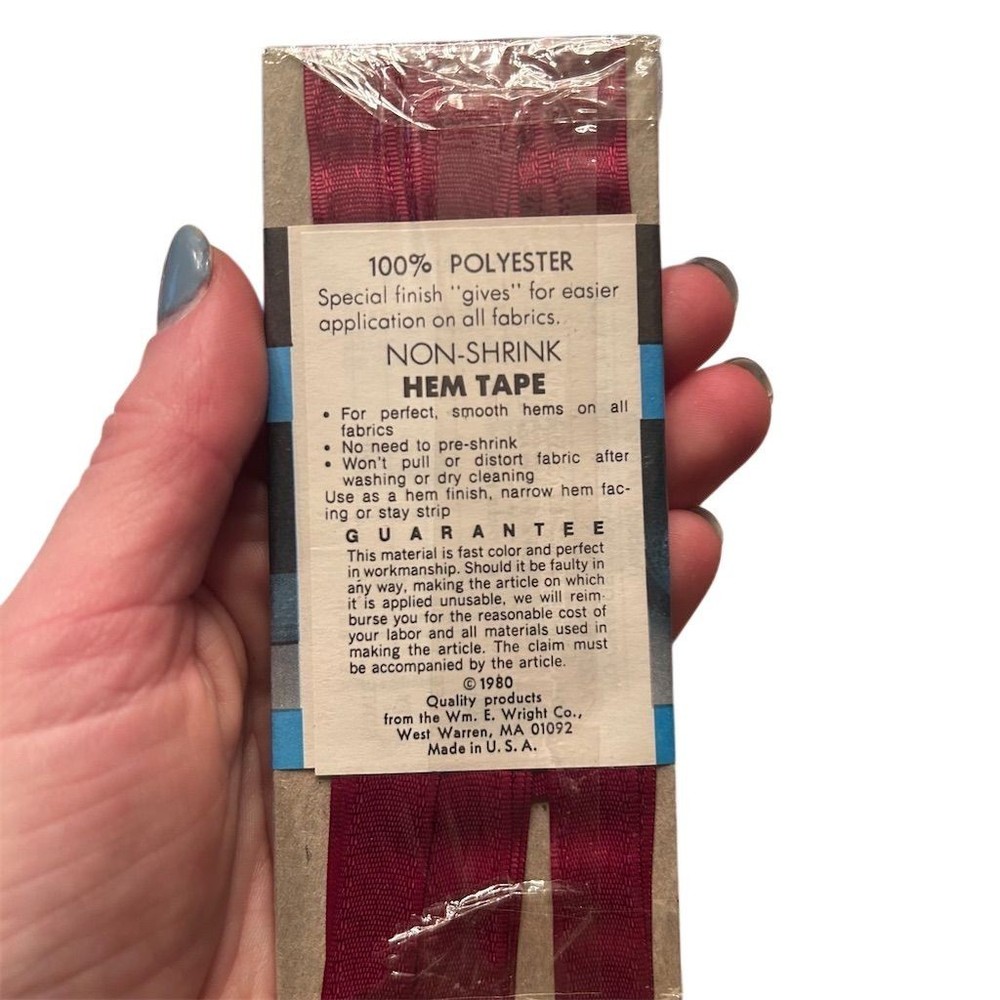 100% POLYESTER
Special finish "gives" for easier
application on all fabrics.
NON-SHRINK
HEM TAPE
• For perfect, smooth hems on all
fabrics
• No need to pre-shrink
• Won't pull or distort fabric after
washing or dry cleaning
Use as a hem finish, narrow hem fac-
ing or stay strip
GUARANTEE
This material is fast color and perfect
in workmanship. Should it be faulty in
any way, making the article on which
it is applied unusable, we will reim-
burse you for the reasonable cost of
your labor and all materials used in
making the article. The claim must
be accompanied by the article.
© 1980
Quality products
from the Wm. E. Wright Co.,
West Warren, MA 01092
Made in U.S.A.